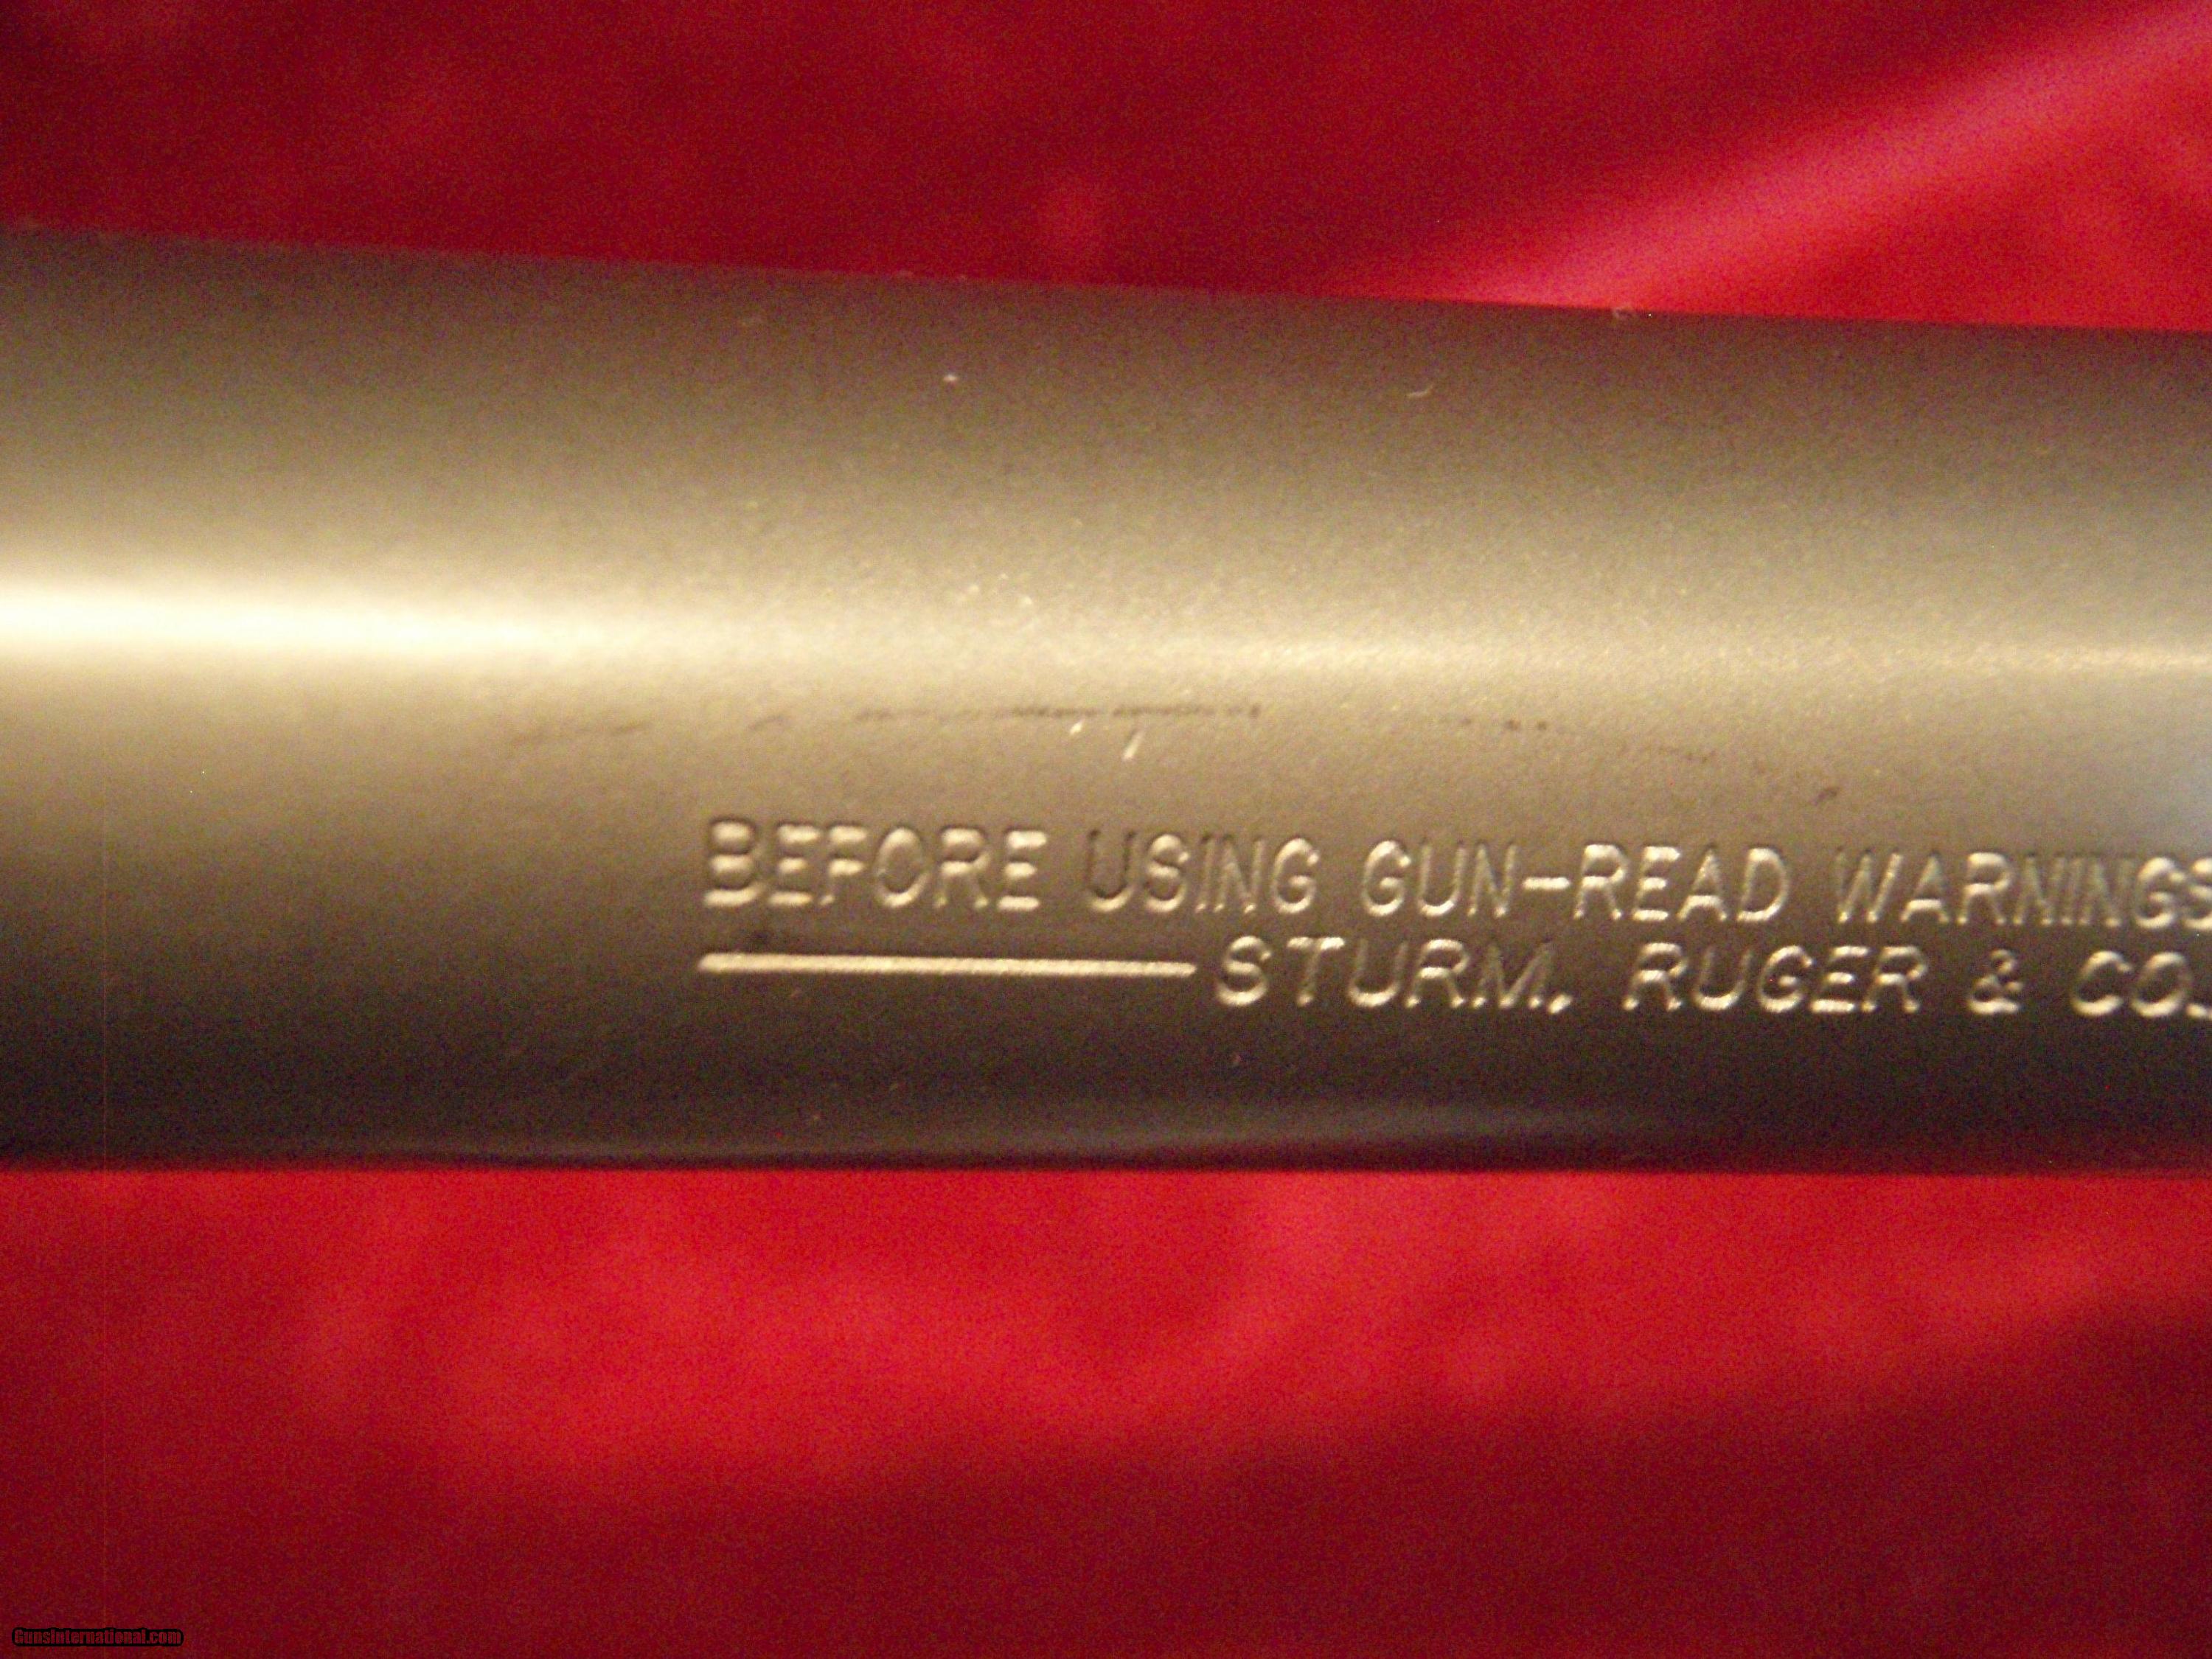 BEFORE USING GUN-READ WARNINGS
STURM, RUGER & CO.
GunsInternational.com